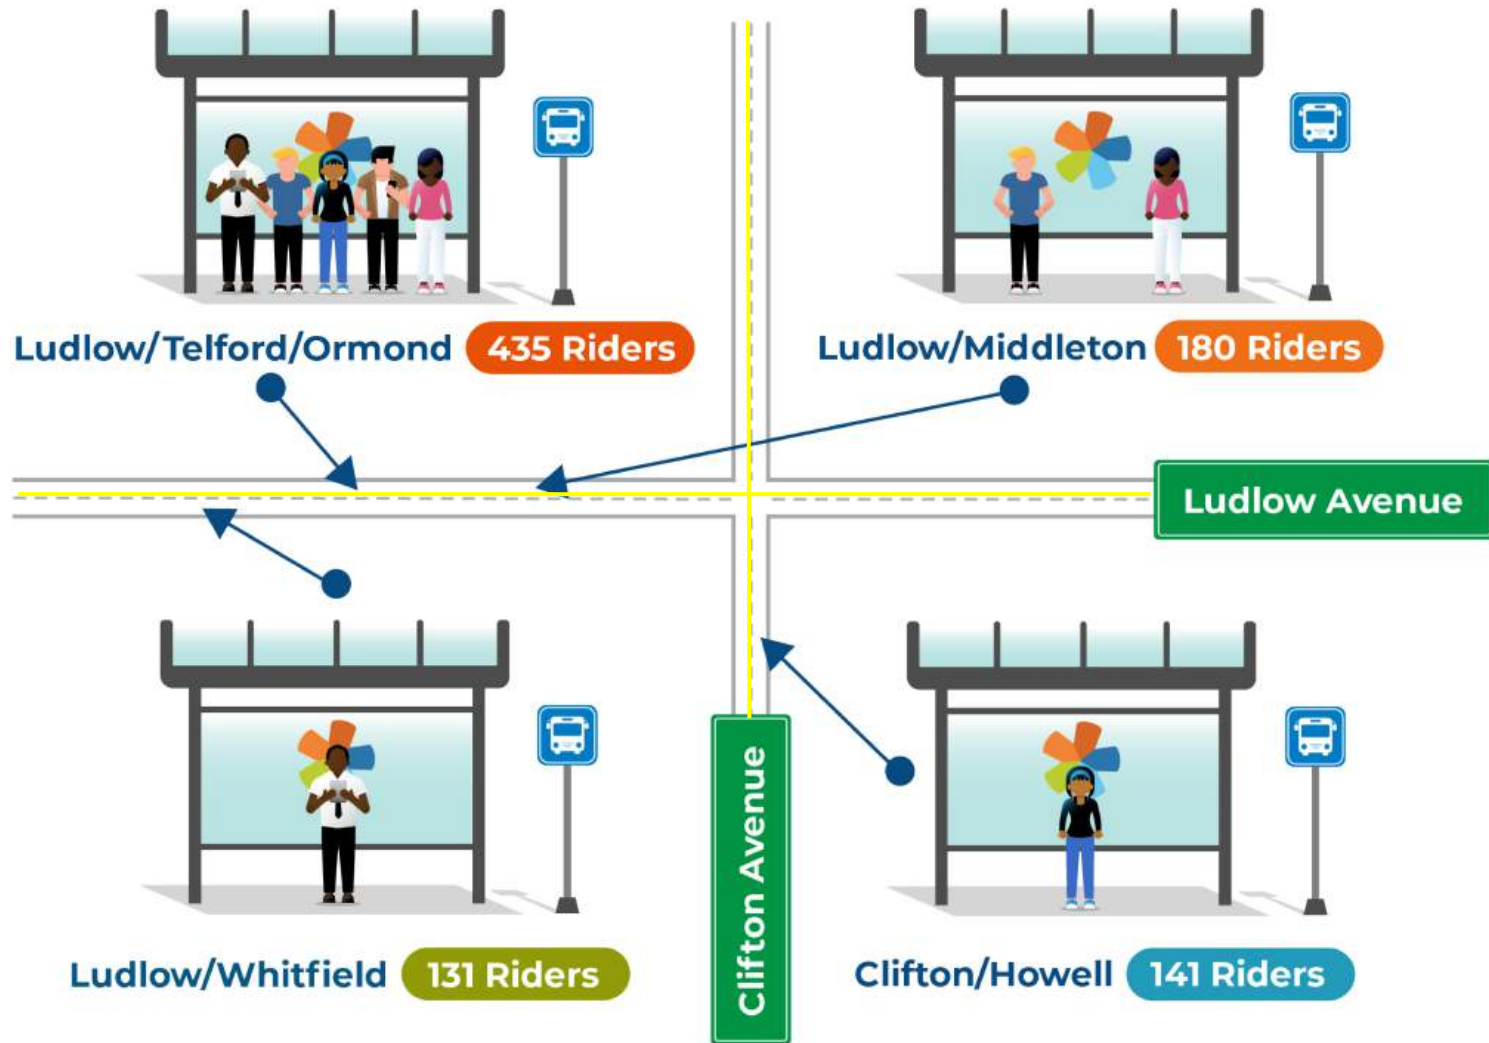 Ludlow/Telford/Ormond 435 Riders
Ludlow/Middleton 180 Riders
Ludlow Avenue
Clifton Avenue
Ludlow/Whitfield 131 Riders
Clifton/Howell 141 Riders